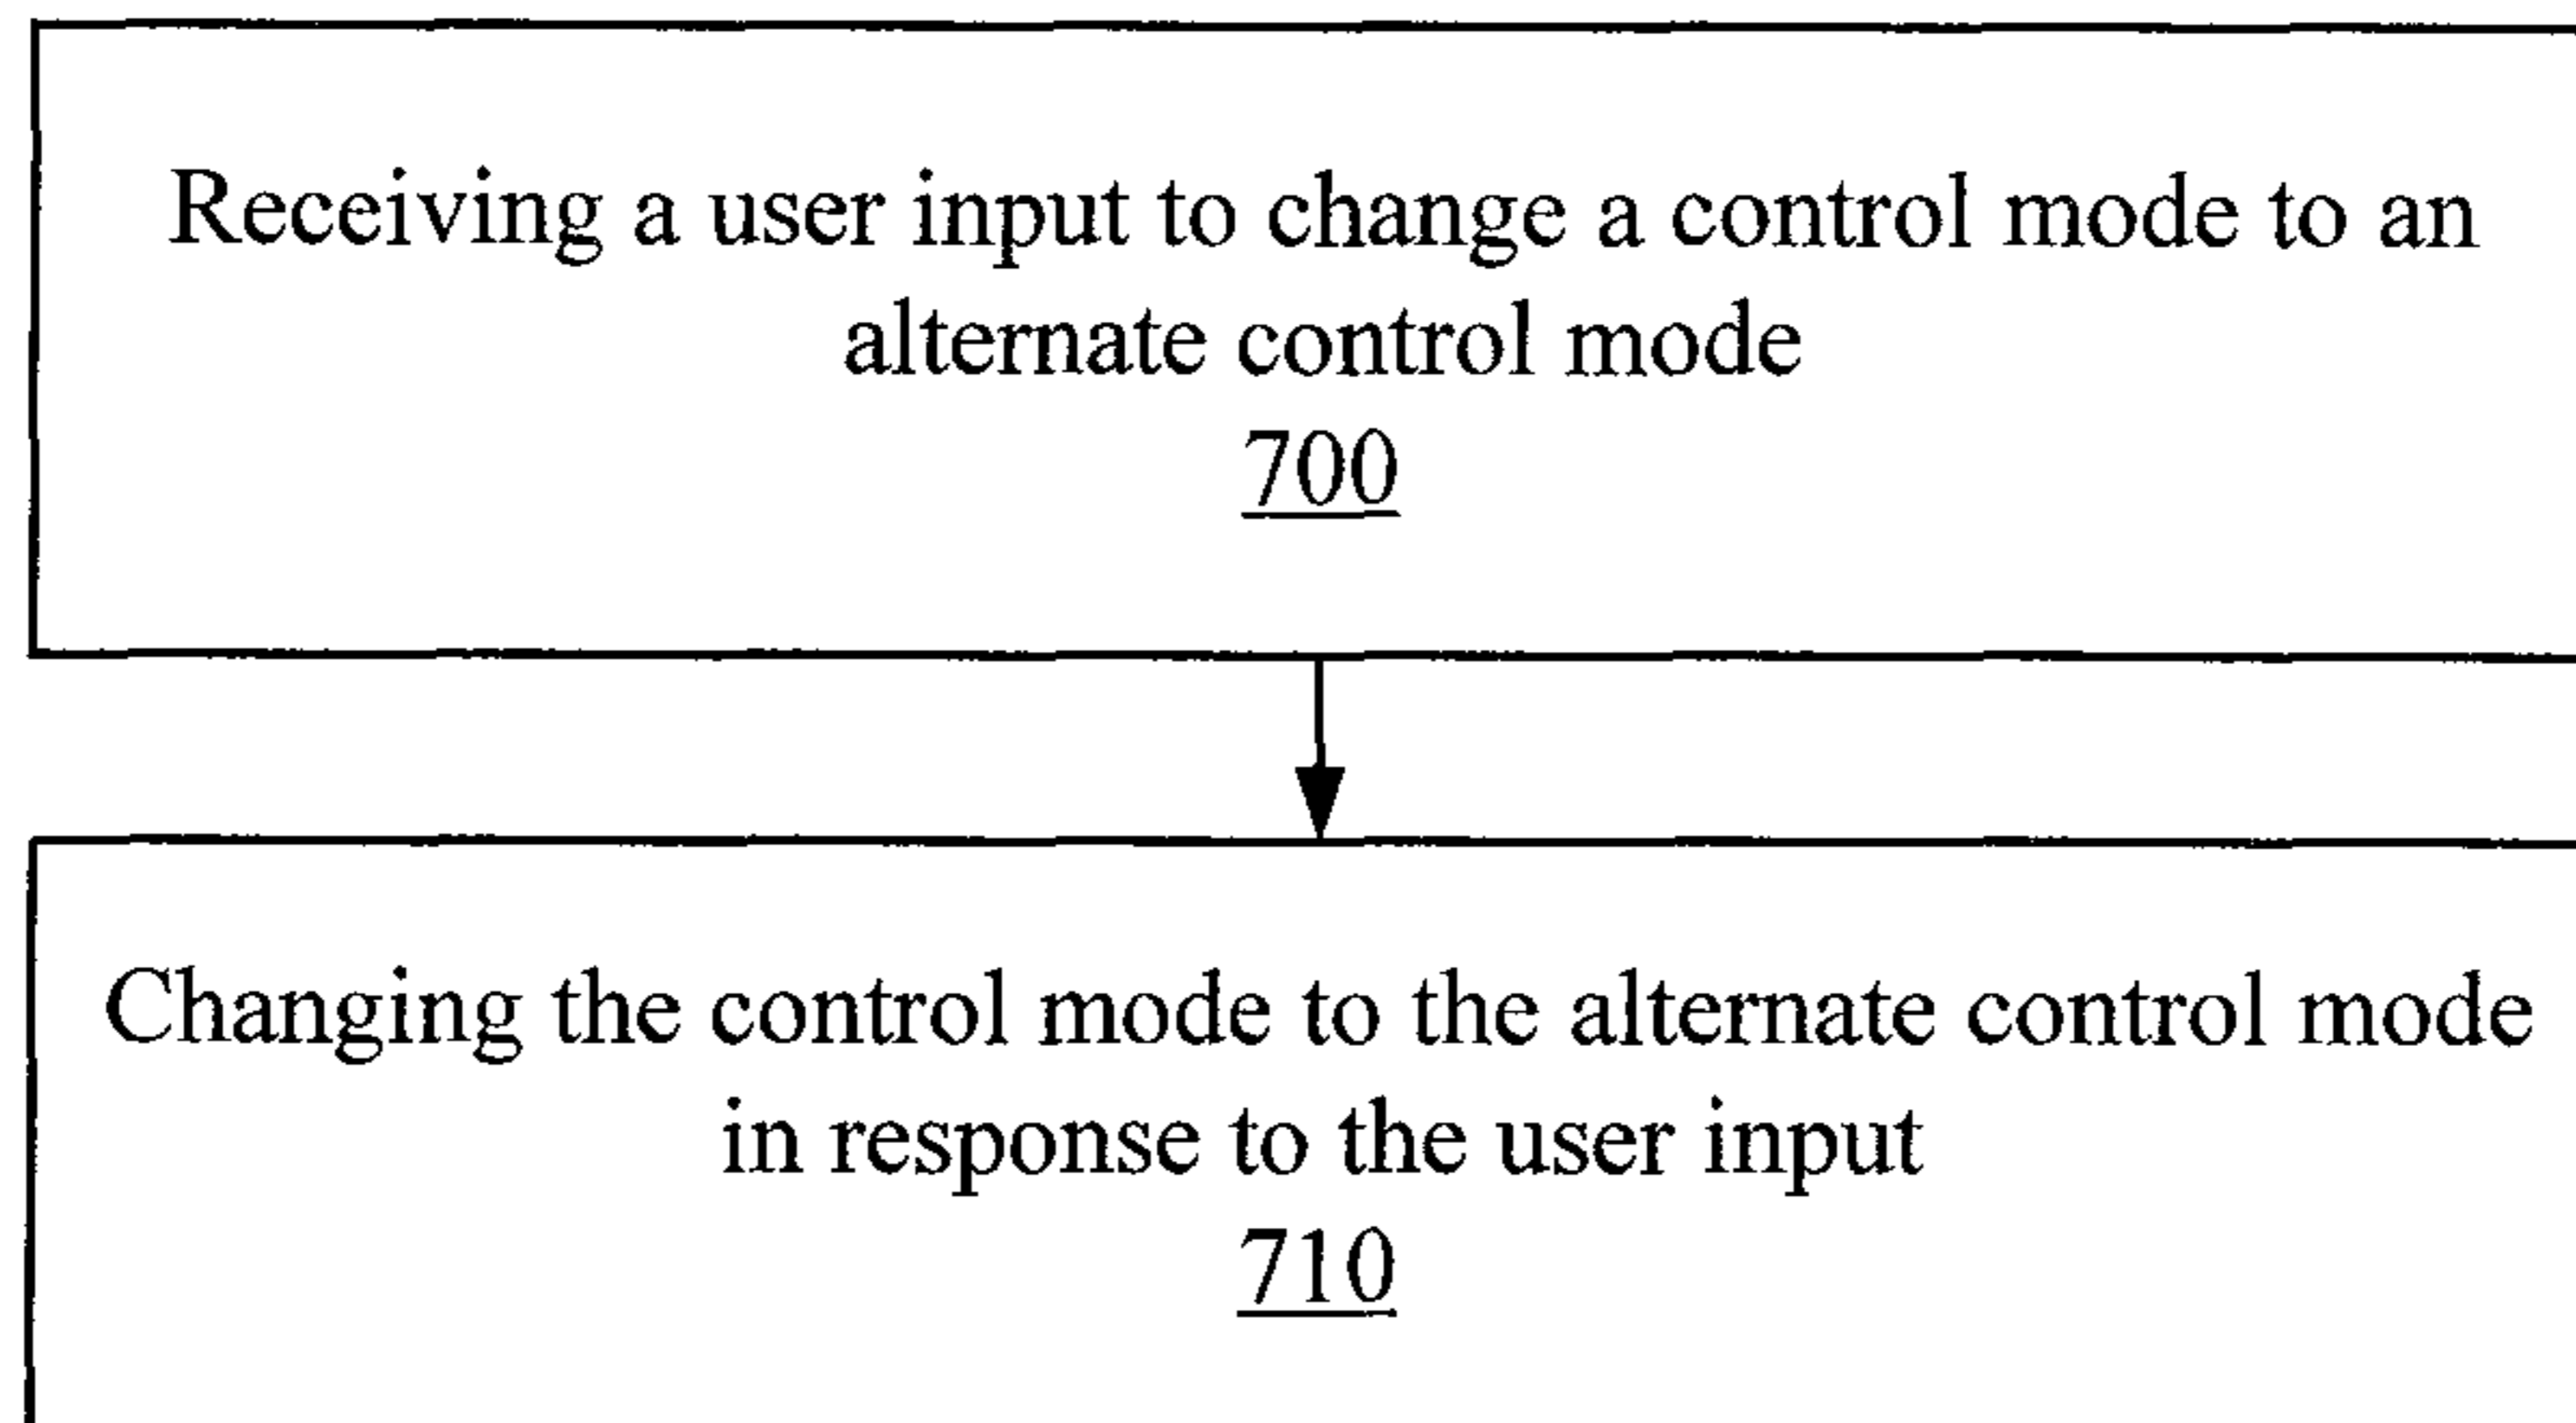 Receiving a user input to change a control mode to an
alternate control mode
700
Changing the control mode to the alternate control mode
in response to the user input
710